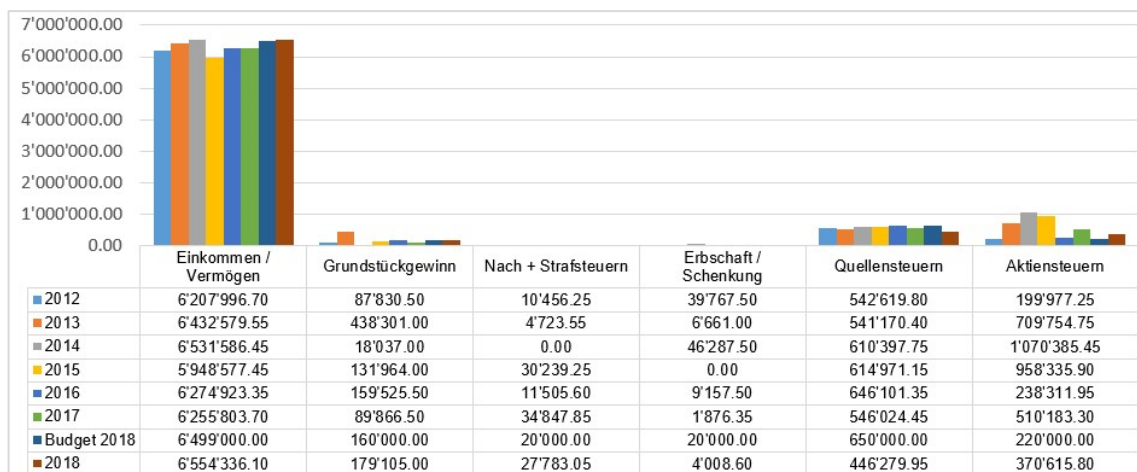 7'000'000.00
6'000'000.00
5'000'000.00
4'000'000.00
3'000'000.00
2'000'000.00
1'000'000.00
0.00
Einkommen / Vermögen Grundstückgewinn Nach + Strafsteuern Erbschaft / Schenkung Quellensteuern Aktiensteuern
2012 6'207'996.70 87'830.50 10'456.25 39'767.50 542'619.80 199'977.25
2013 6'432'579.55 438'301.00 4'723.55 6'661.00 541'170.40 709'754.75
2014 6'531'586.45 18'037.00 0.00 46'287.50 610'397.75 1'070'385.45
2015 5'948'577.45 131'964.00 30'239.25 0.00 614'971.15 958'335.90
2016 6'274'923.35 159'525.50 11'505.60 9'157.50 646'101.35 238'311.95
2017 6'255'803.70 89'866.50 34'847.85 1'876.35 546'024.45 510'183.30
Budget 2018 6'499'000.00 160'000.00 20'000.00 20'000.00 650'000.00 220'000.00
2018 6'554'336.10 179'105.00 27'783.05 4'008.60 446'279.95 370'615.80